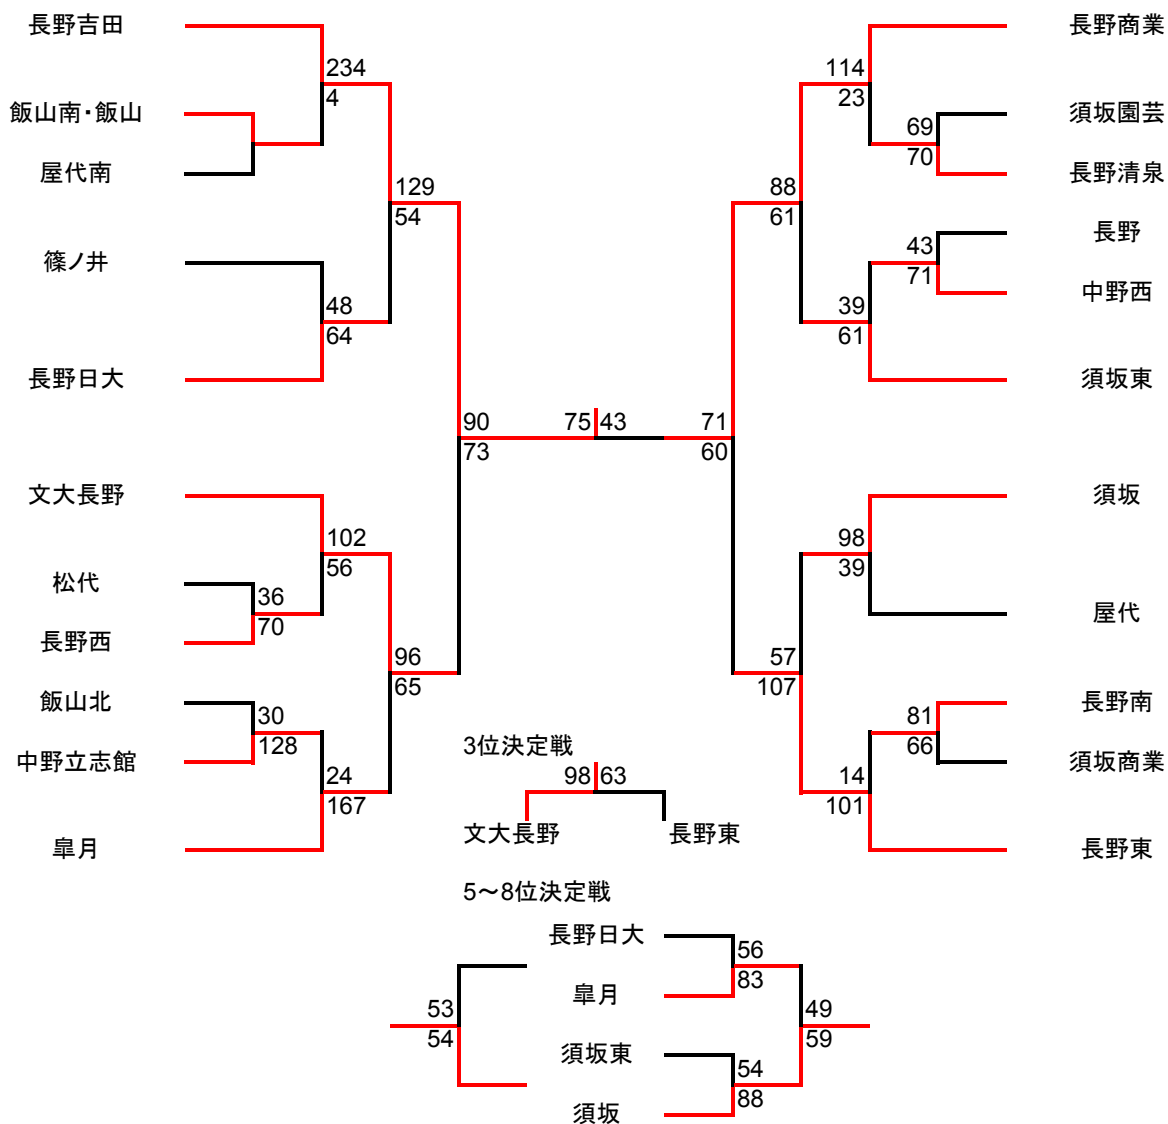 長野吉田
234
4
飯山南・飯山
屋代南
129
54
篠ノ井
48
64
長野日大
90
73
文大長野
102
56
松代
36
70
長野西
96
65
飯山北
30
128
中野立志館
24
167
皐月
75 43
長野商業
114
23
須坂園芸
69
70
長野清泉
88
61
長野
43
71
中野西
39
61
須坂東
71
60
須坂
98
39
屋代
57
107
長野南
81
66
須坂商業
14
101
長野東
3位決定戦
98 63
文大長野 長野東
5～8位決定戦
長野日大
56
83
皐月
53
54
49
59
須坂東
54
88
須坂